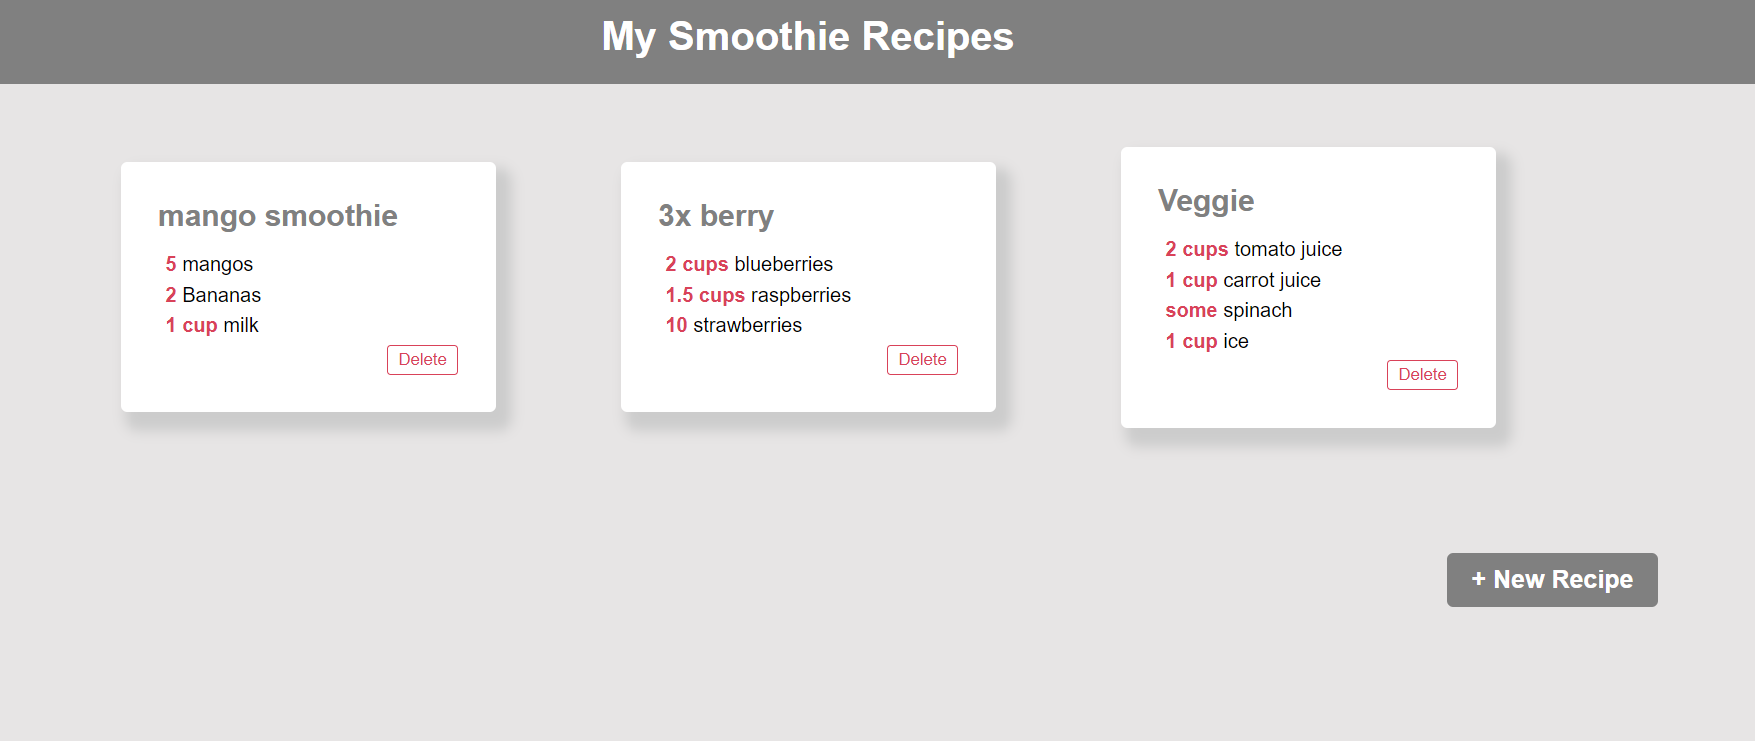 My Smoothie Recipes
mango smoothie
5 mangos
2 Bananas
1 cup milk
Delete
3x berry
2 cups blueberries
1.5 cups raspberries
10 strawberries
Delete
Veggie
2 cups tomato juice
1 cup carrot juice
some spinach
1 cup ice
Delete
+ New Recipe